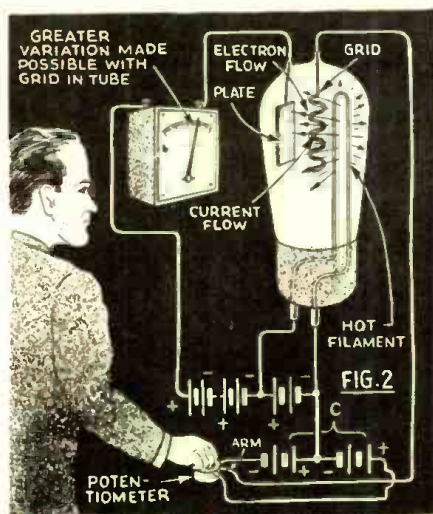 GREATER
VARIATION MADE
POSSIBLE WITH
GRID IN TUBE
ELECTRON
FLOW
GRID
PLATE
CURRENT
FLOW
HOT
FILAMENT
FIG.2
- - -
+ + +
C
ARM
- + - +
POTEN-
TIOMETER